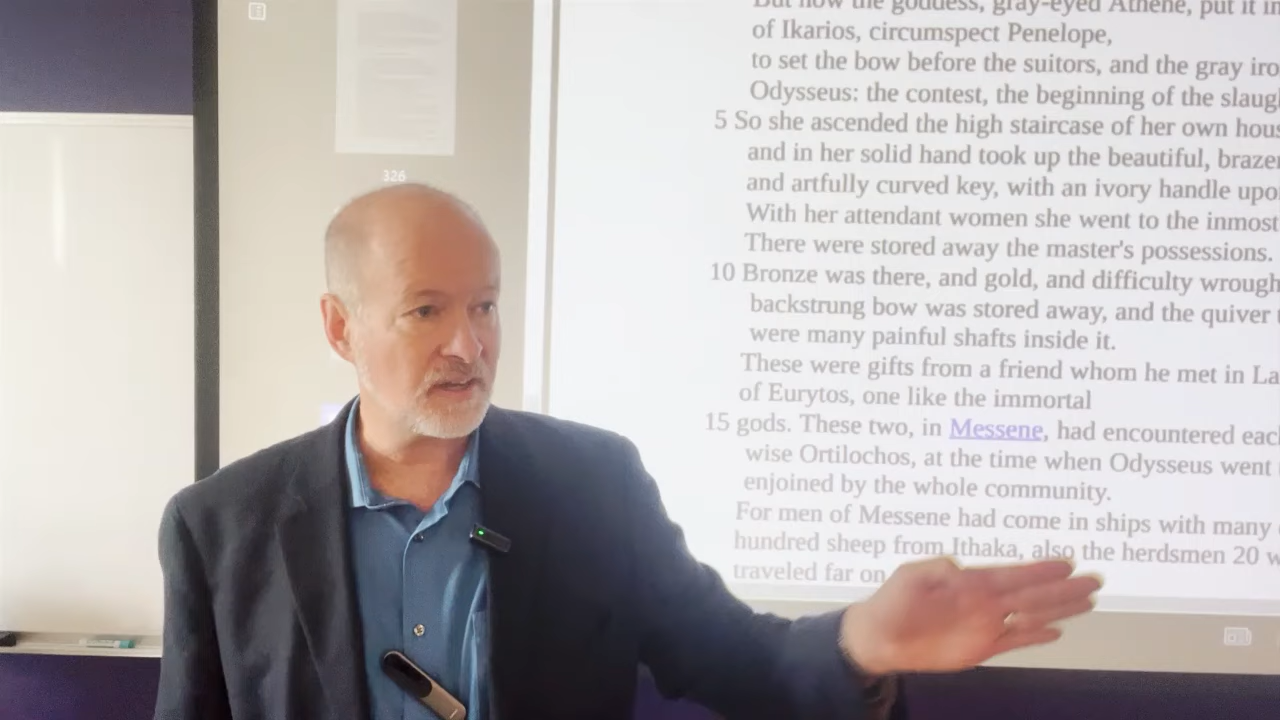 326
But now the goddess, gray-eyed Athene, put it in
of Ikarios, circumspect Penelope,
to set the bow before the suitors, and the gray iro
Odysseus: the contest, the beginning of the slaug
5 So she ascended the high staircase of her own hous
and in her solid hand took up the beautiful, brazen
and artfully curved key, with an ivory handle upo
With her attendant women she went to the inmost
There were stored away the master's possessions.
10 Bronze was there, and gold, and difficulty wrough
backstrung bow was stored away, and the quiver
were many painful shafts inside it.
These were gifts from a friend whom he met in La
of Eurytos, one like the immortal
15 gods. These two, in Messene, had encountered eac
wise Ortilochos, at the time when Odysseus went
enjoined by the whole community.
For men of Messene had come in ships with many
hundred sheep from Ithaka, also the herdsmen 20 w
traveled far on